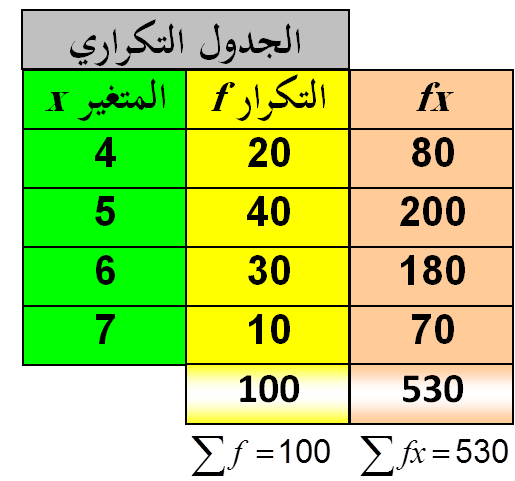 الجدول التكراري
x المتغير f التكرار fx
4 20 80
5 40 200
6 30 180
7 10 70
100 530
∑f = 100 ∑fx = 530